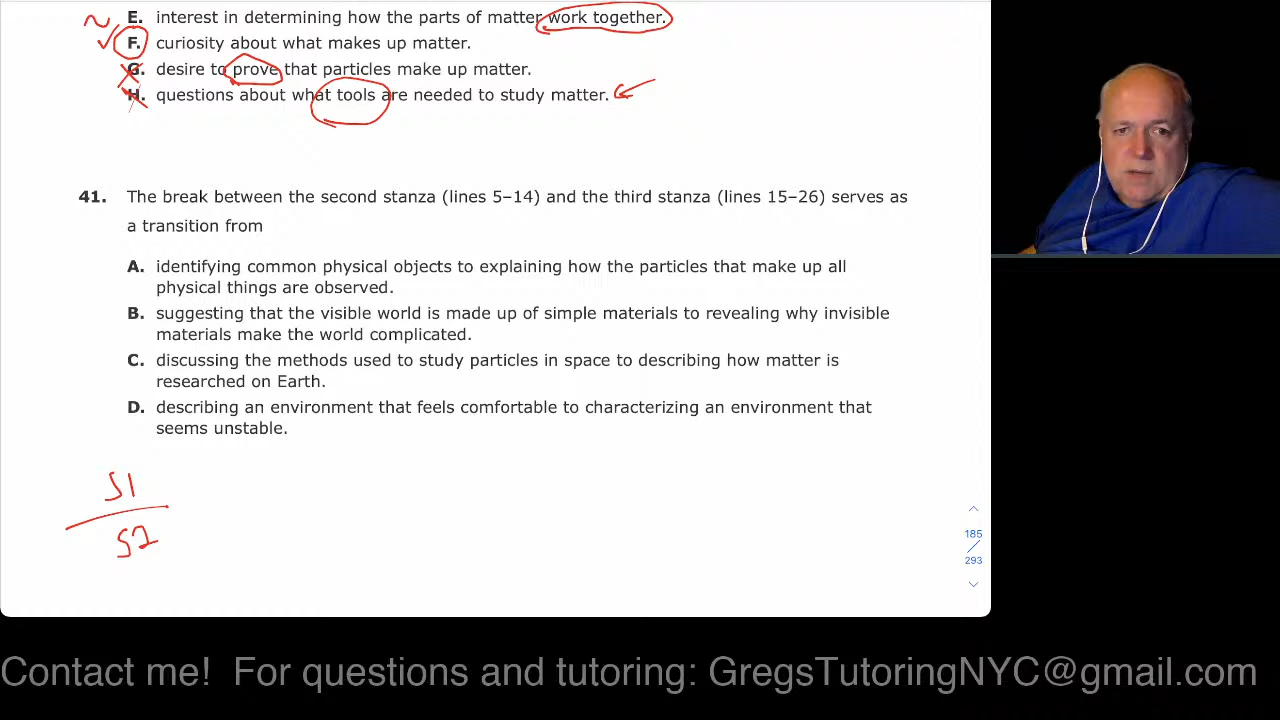 E. interest in determining how the parts of matter work together.
F. curiosity about what makes up matter.
G. desire to prove that particles make up matter.
H. questions about what tools are needed to study matter.
41. The break between the second stanza (lines 5–14) and the third stanza (lines 15–26) serves as
a transition from
A. identifying common physical objects to explaining how the particles that make up all
physical things are observed.
B. suggesting that the visible world is made up of simple materials to revealing why invisible
materials make the world complicated.
C. discussing the methods used to study particles in space to describing how matter is
researched on Earth.
D. describing an environment that feels comfortable to characterizing an environment that
seems unstable.
S1
S2
185
/
293
Contact me! For questions and tutoring: GregsTutoringNYC@gmail.com